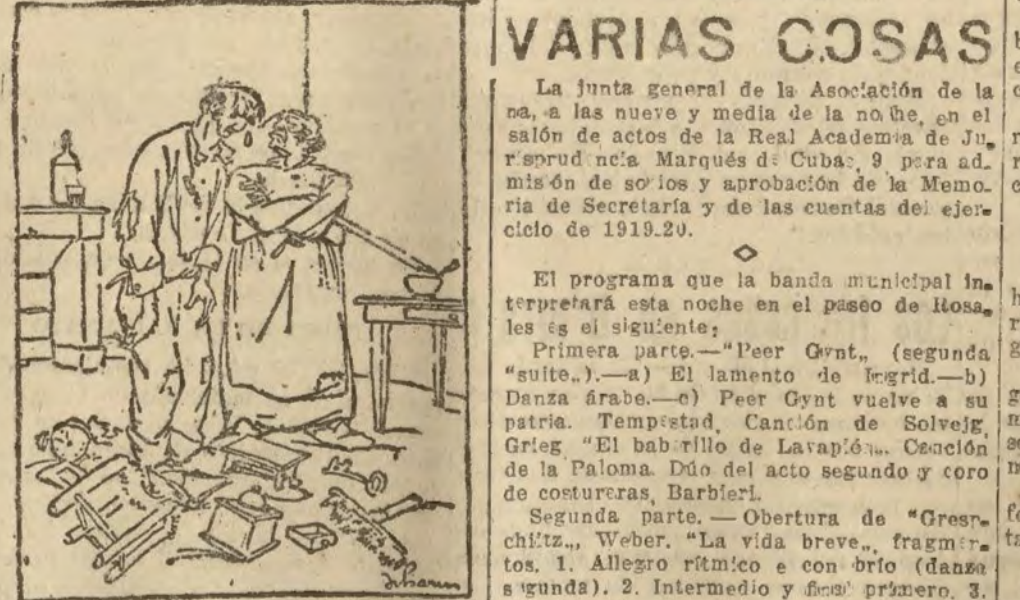 VARIAS COSAS
La junta general de la Asociación de la
na, a las nueve y media de la noche, en el
salón de actos de la Real Academia de Ju-
risprudencia Marqués de Cubas, 9 para ad-
misión de socios y aprobación de la Memo-
ria de Secretaría y de las cuentas del ejer-
cicio de 1919-20.
El programa que la banda municipal in-
terpretará esta noche en el paseo de Rosa-
les es el siguiente:
Primera parte.—"Peer Gynt„ (segunda
"suite„).—a) El lamento de Ingrid.—b)
Danza árabe.—c) Peer Gynt vuelve a su
patria. Tempestad, Canción de Solvejg,
Grieg "El barberillo de Lavapiés„. Canción
de la Paloma. Dúo del acto segundo y coro
de costureras, Barbieri.
Segunda parte. — Obertura de
Weber. "La vida breve„, fragmen-
tos. 1. Allegro rítmico e con brío (danza
segunda). 2. Intermedio y final primero. 3.